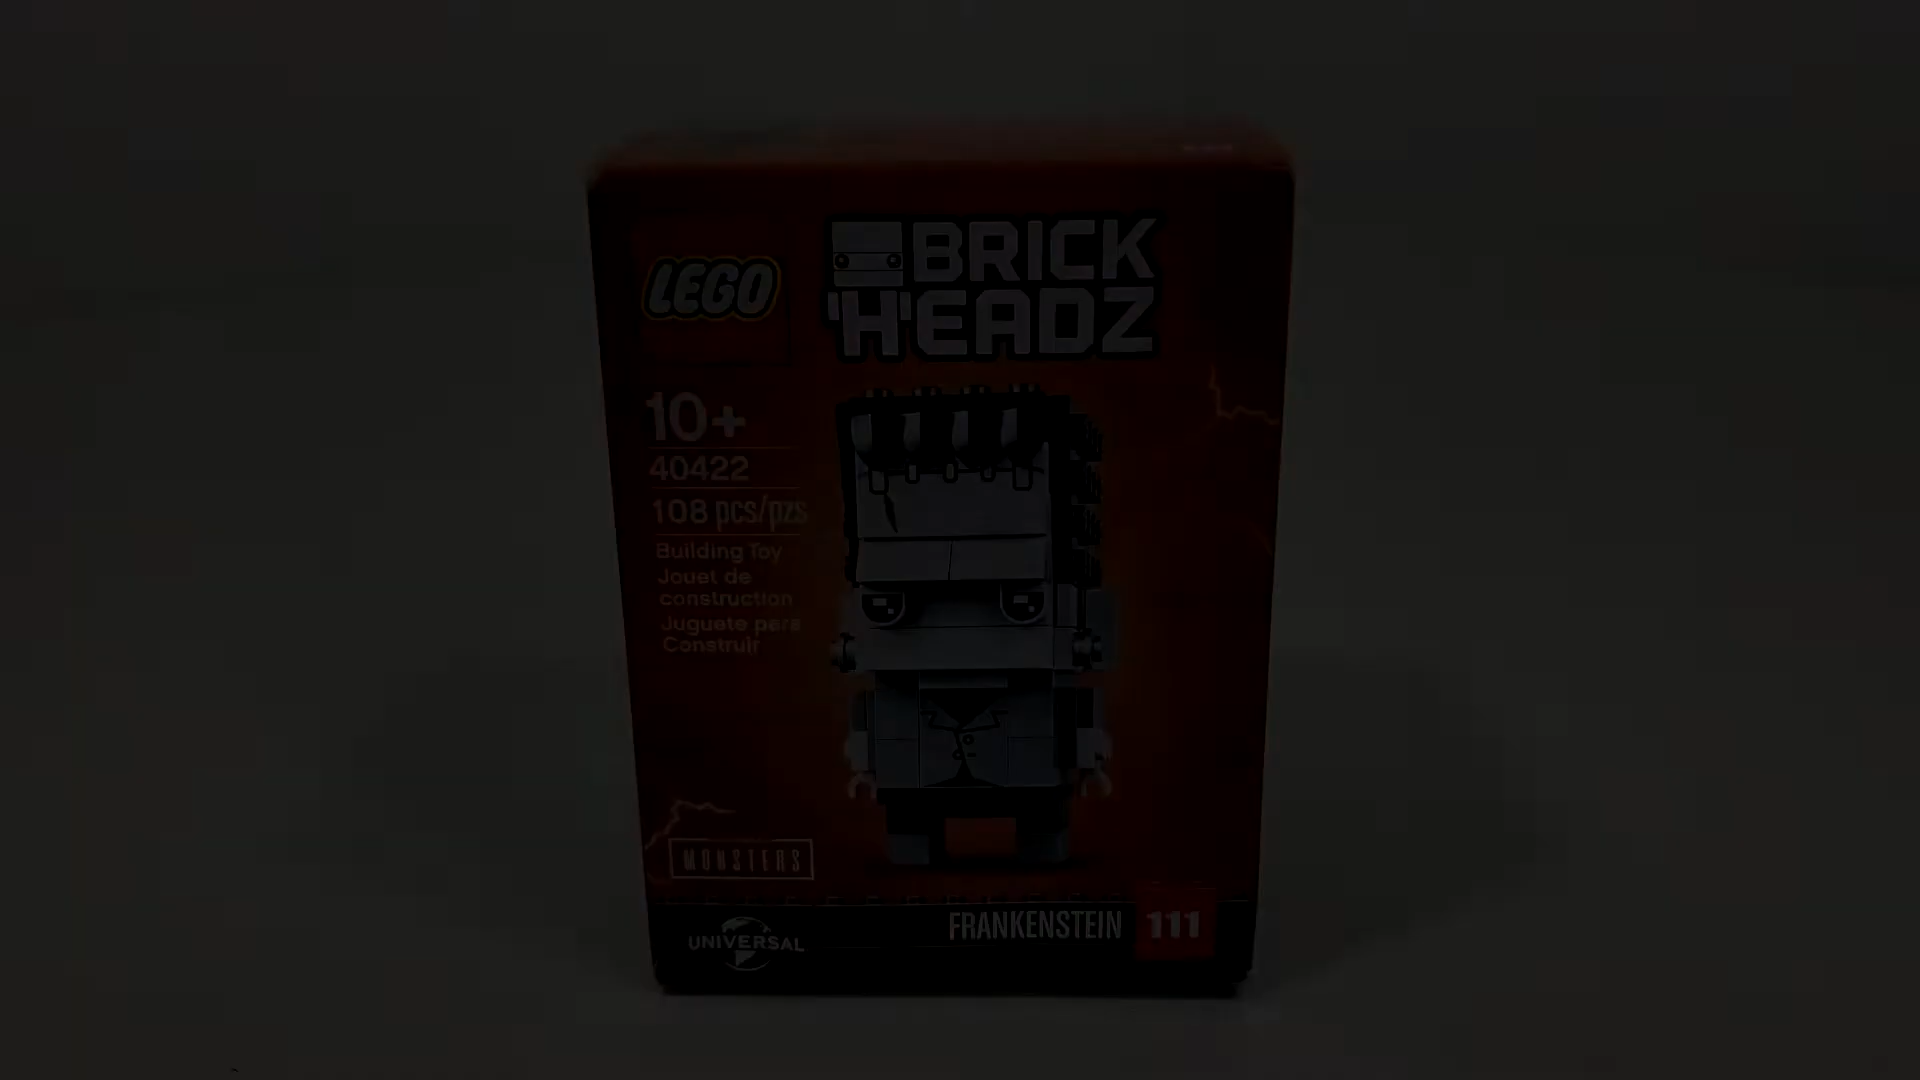 LEGO
BRICK
'H'EADZ
10+
40422
108 pcs/pzs
Building Toy
Jouet de
construction
Juguete para
Construir
MONSTERS
UNIVERSAL
FRANKENSTEIN 111